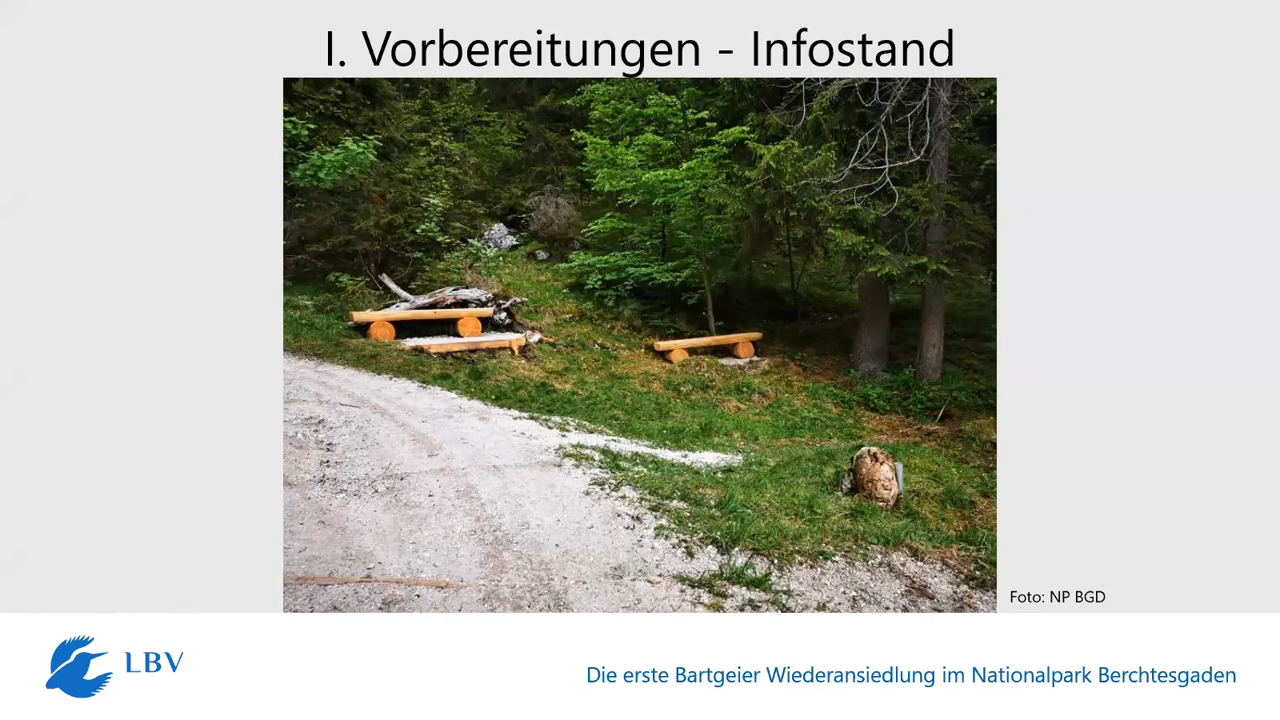 I. Vorbereitungen - Infostand
Foto: NP BGD
LBV
Die erste Bartgeier Wiederansiedlung im Nationalpark Berchtesgaden